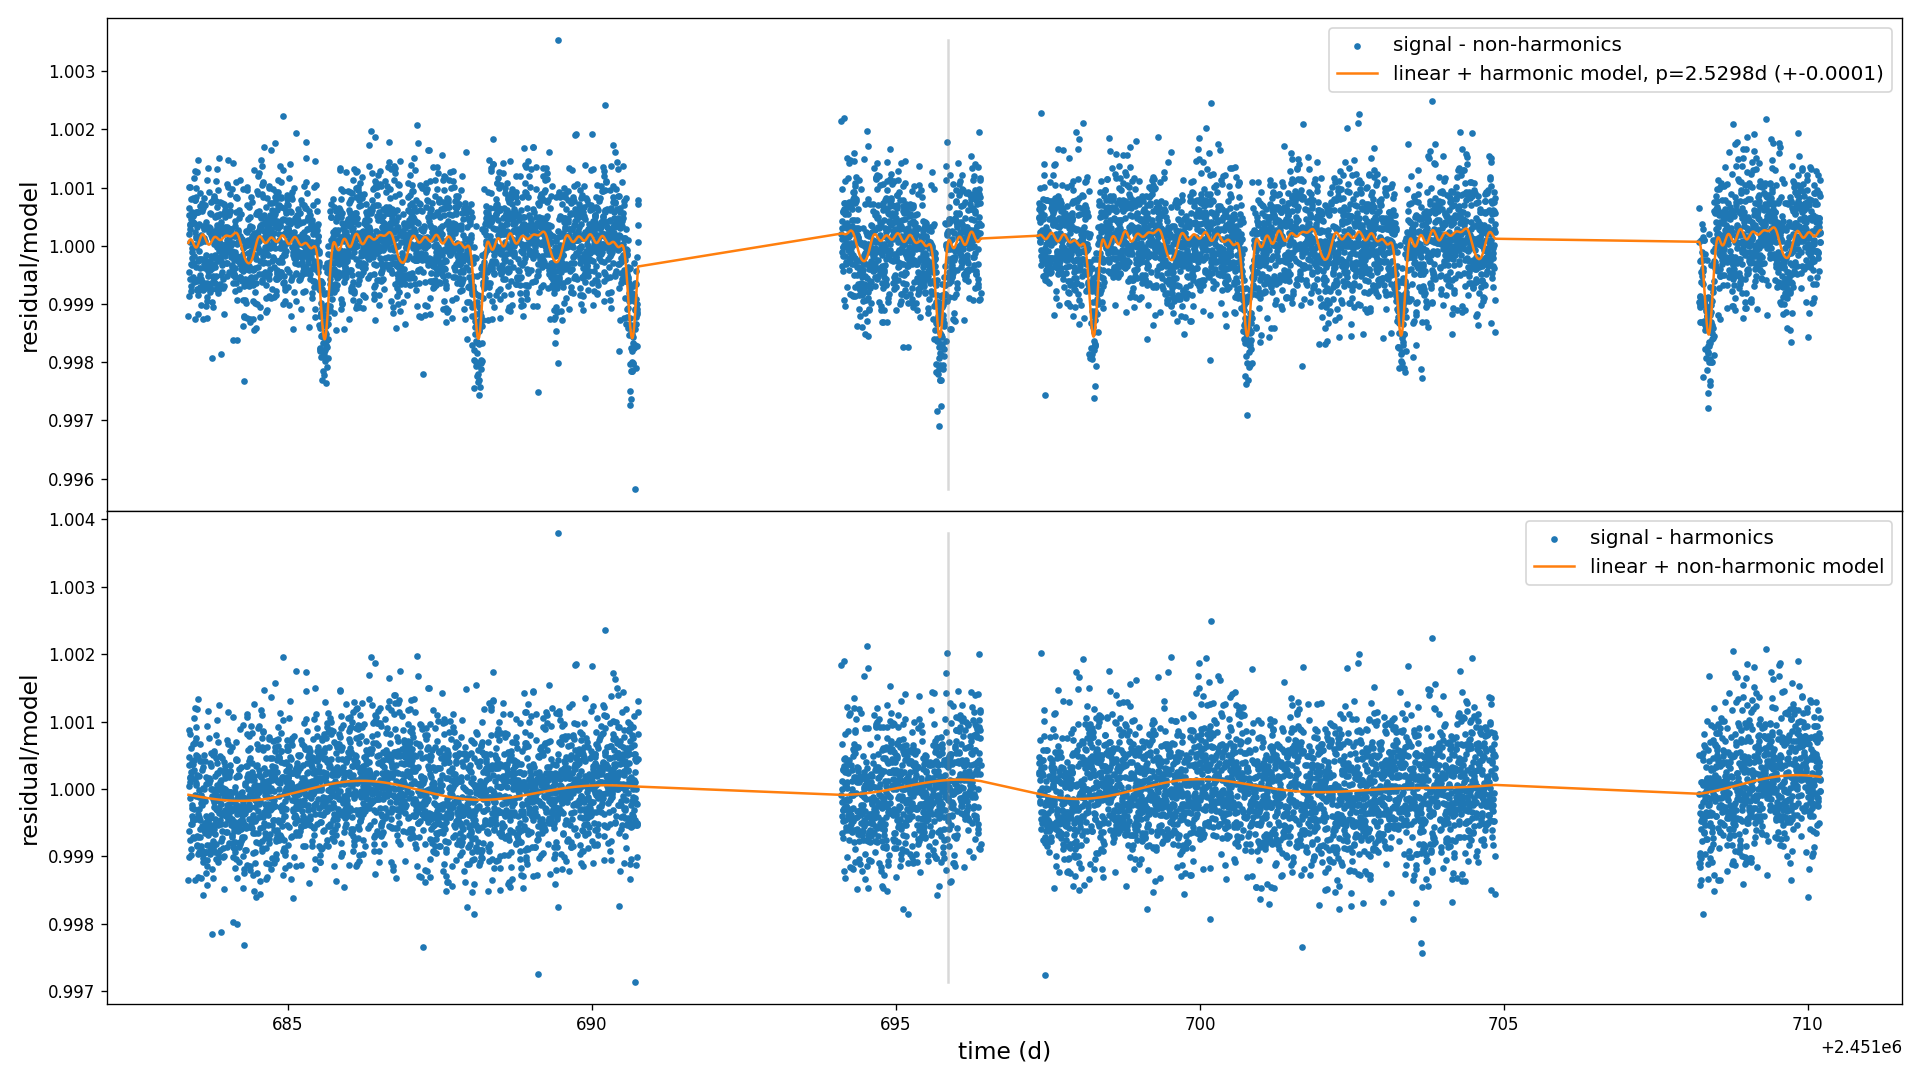 signal - non-harmonics
linear + harmonic model, p=2.5298d (+-0.0001)
residual/model
1.003
1.002
1.001
1.000
0.999
0.998
0.997
0.996
signal - harmonics
linear + non-harmonic model
residual/model
1.004
1.003
1.002
1.001
1.000
0.999
0.998
0.997
685
690
695
700
705
710
time (d)
+2.451e6